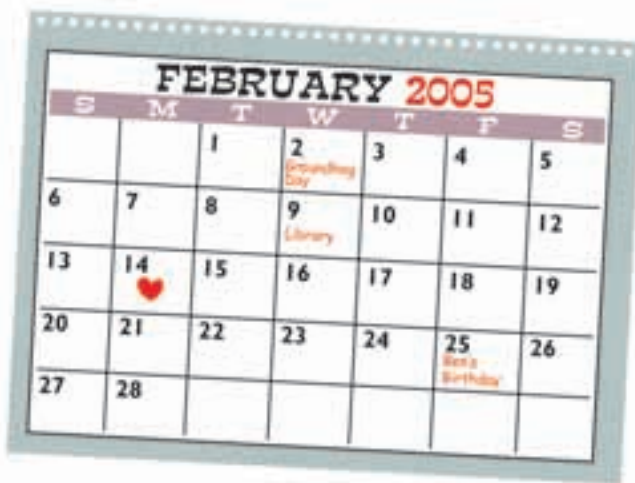 FEBRUARY 2005
S M T W T F S
1 2 3 4 5
Groundhog
Day
6 7 8 9 10 11 12
Library
13 14 15 16 17 18 19
20 21 22 23 24 25 26
Ben's
Birthday
27 28